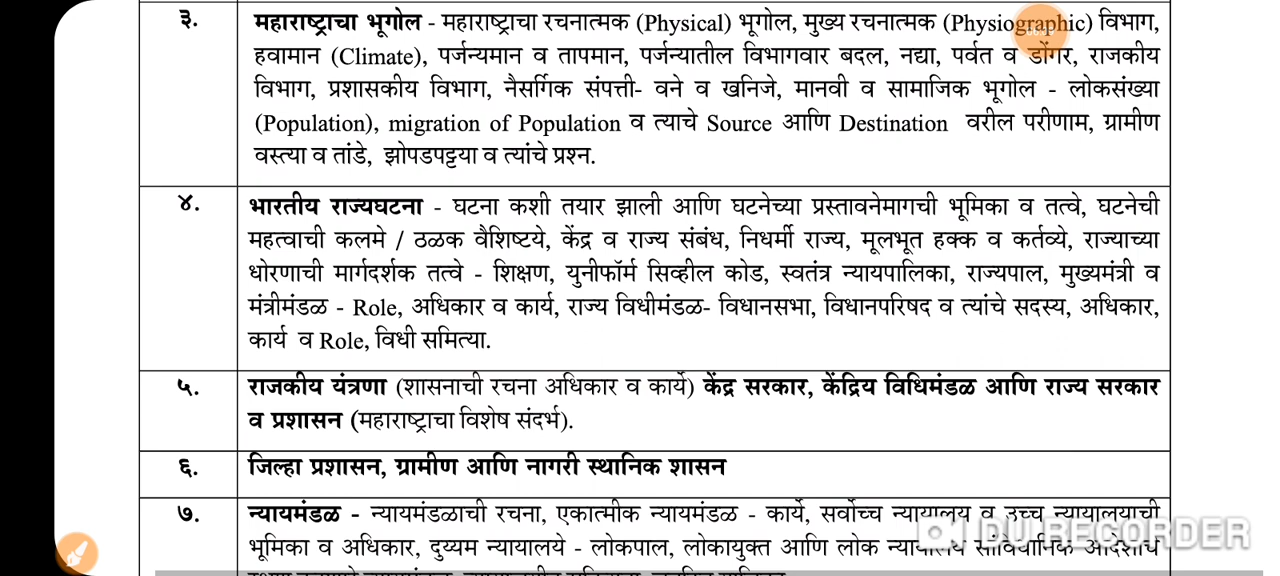 ३. महाराष्ट्राचा भूगोल - महाराष्ट्राचा रचनात्मक (Physical) भूगोल, मुख्य रचनात्मक (Physiographic) विभाग,
हवामान (Climate), पर्जन्यमान व तापमान, पर्जन्यातील विभागवार बदल, नद्या, पर्वत व डोंगर, राजकीय
विभाग, प्रशासकीय विभाग, नैसर्गिक संपत्ती- वने व खनिजे, मानवी व सामाजिक भूगोल - लोकसंख्या
(Population), migration of Population व त्याचे Source आणि Destination वरील परीणाम, ग्रामीण
वस्त्या व तांडे, झोपडपट्टया व त्यांचे प्रश्न.
४. भारतीय राज्यघटना - घटना कशी तयार झाली आणि घटनेच्या प्रस्तावनेमागची भूमिका व तत्वे, घटनेची
महत्वाची कलमे / ठळक वैशिष्टये, केंद्र व राज्य संबंध, निधर्मी राज्य, मूलभूत हक्क व कर्तव्ये, राज्याच्या
धोरणाची मार्गदर्शक तत्वे - शिक्षण, युनीफॉर्म सिव्हील कोड, स्वतंत्र न्यायपालिका, राज्यपाल, मुख्यमंत्री व
मंत्रीमंडळ - Role, अधिकार व कार्य, राज्य विधीमंडळ- विधानसभा, विधानपरिषद व त्यांचे सदस्य, अधिकार,
कार्य व Role, विधी समित्या.
५. राजकीय यंत्रणा (शासनाची रचना अधिकार व कार्ये) केंद्र सरकार, केंद्रिय विधिमंडळ आणि राज्य सरकार
व प्रशासन (महाराष्ट्राचा विशेष संदर्भ).
६. जिल्हा प्रशासन, ग्रामीण आणि नागरी स्थानिक शासन
७. न्यायमंडळ - न्यायमंडळाची रचना, एकात्मीक न्यायमंडळ - कार्ये, सर्वोच्च न्यायालय व उच्च न्यायालयाची
भूमिका व अधिकार, दुय्यम न्यायालये - लोकपाल, लोकायुक्त आणि लोक न्यायालय सांविधानिक
DU RECORDER